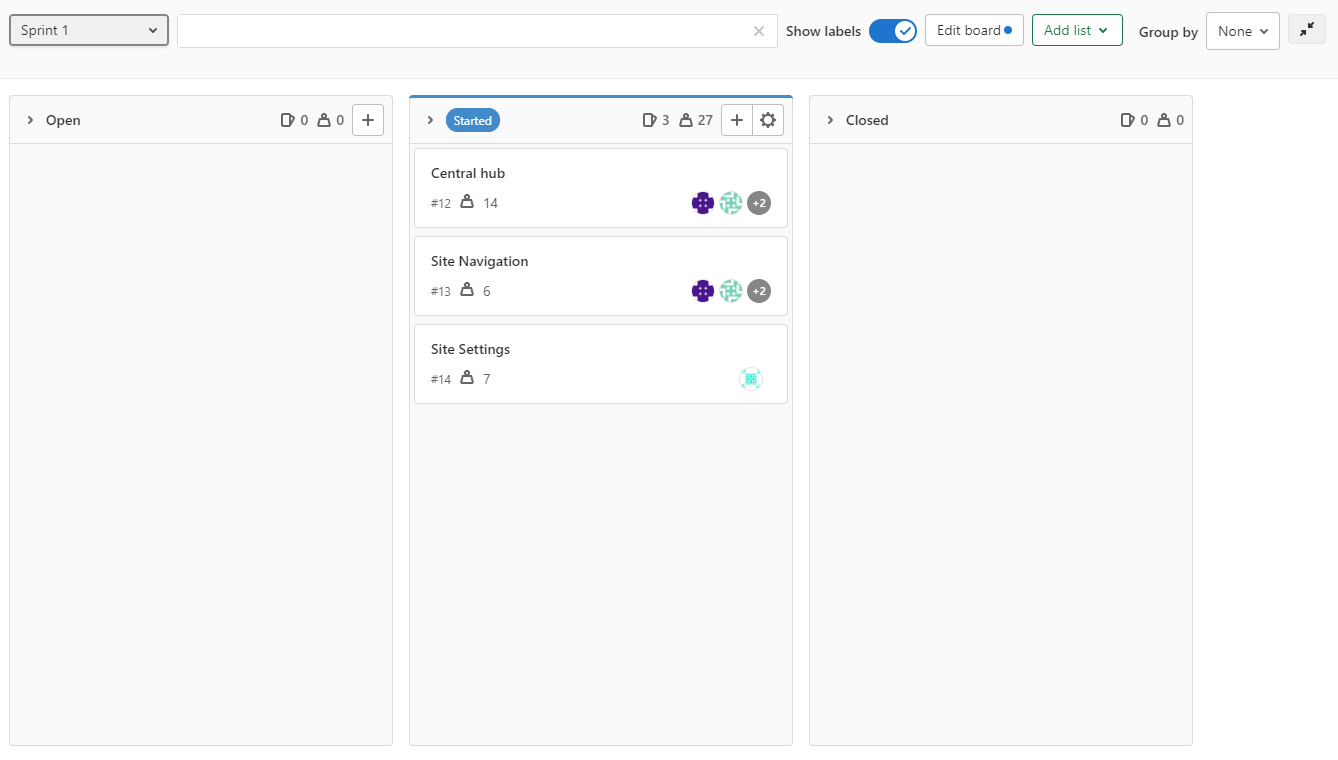 Sprint 1
Show labels
Edit board
Add list
Group by
None
Open
0
0
Started
3
27
Closed
0
0
Central hub
#12
14
+2
Site Navigation
#13
6
+2
Site Settings
#14
7